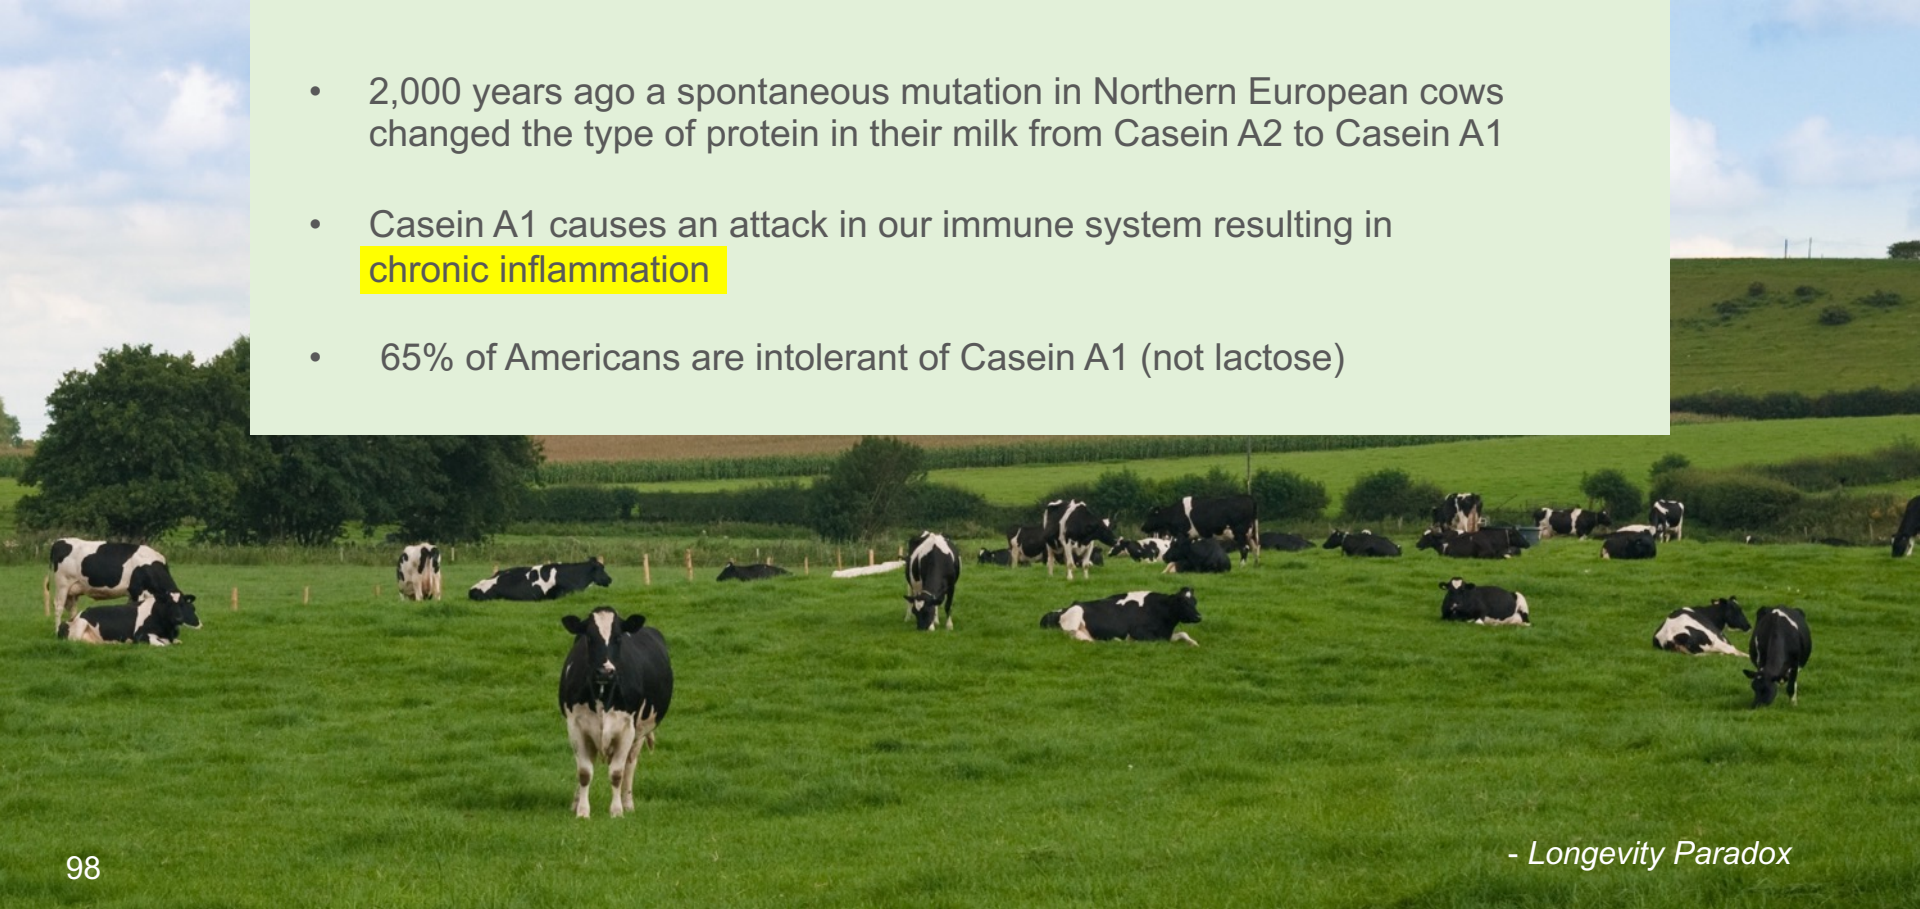 • 2,000 years ago a spontaneous mutation in Northern European cows
changed the type of protein in their milk from Casein A2 to Casein A1
• Casein A1 causes an attack in our immune system resulting in
chronic inflammation
• 65% of Americans are intolerant of Casein A1 (not lactose)
- Longevity Paradox
98